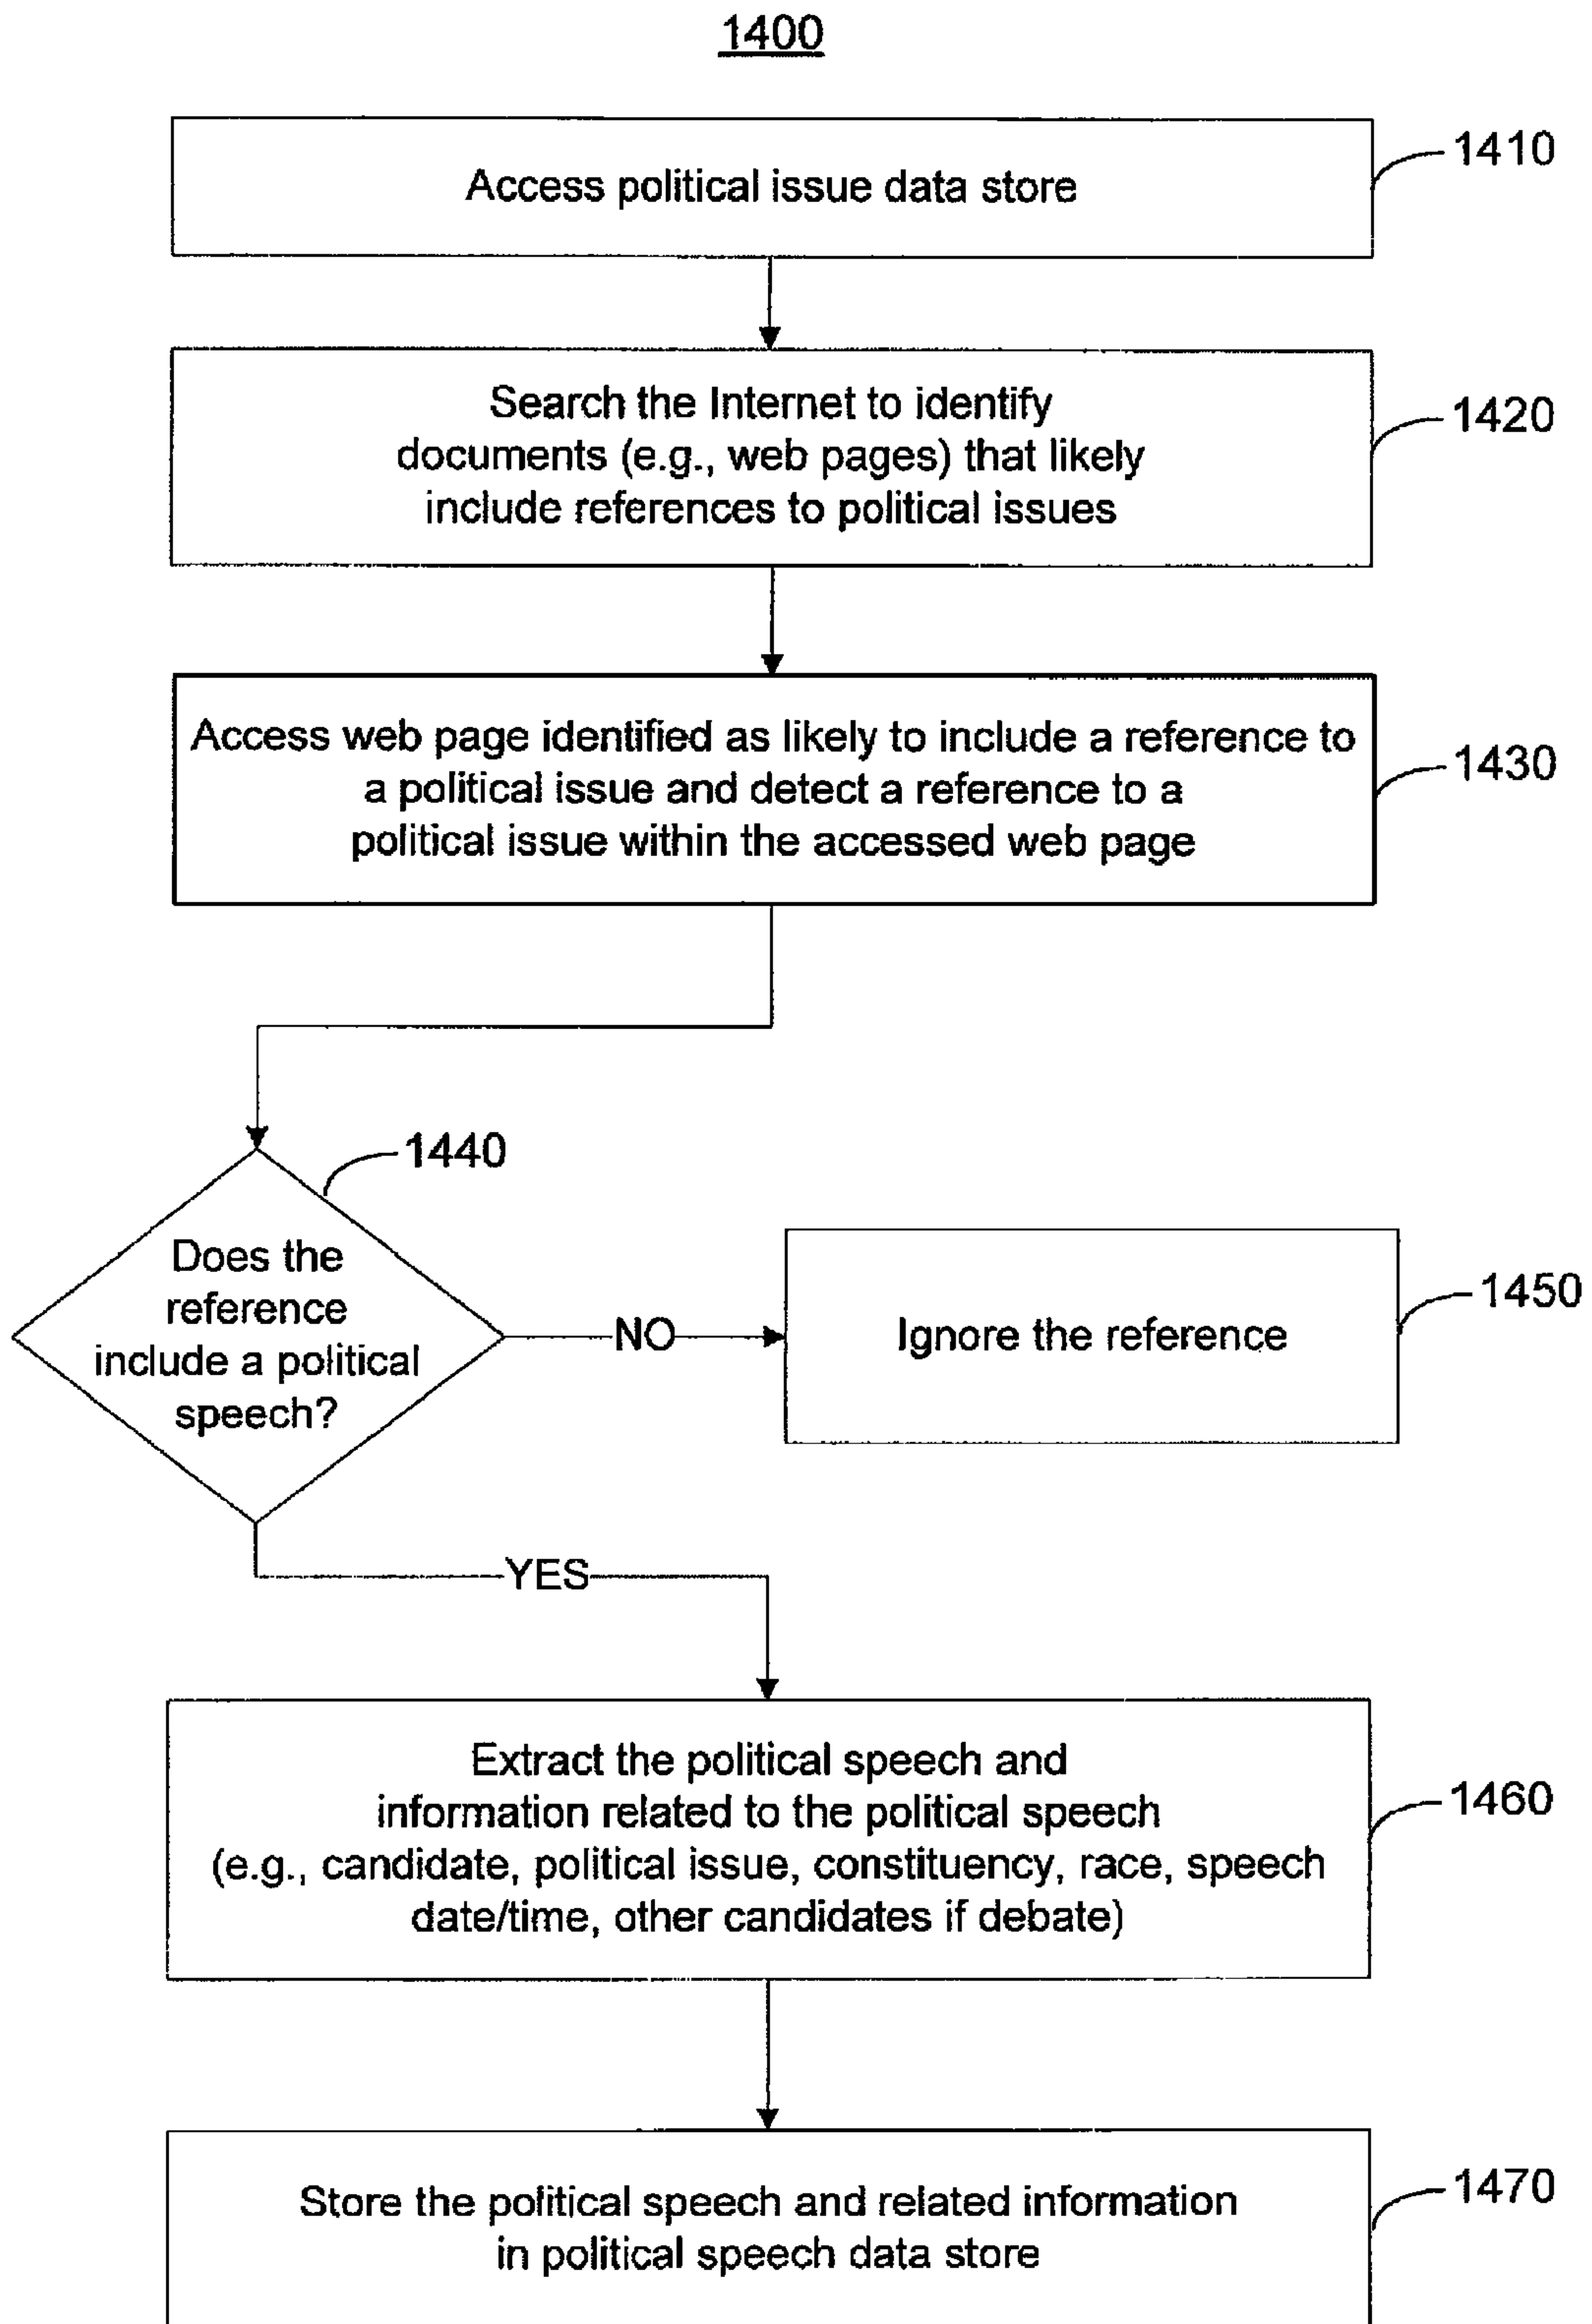 1400
Access political issue data store
1410
Search the Internet to identify
documents (e.g., web pages) that likely
include references to political issues
1420
Access web page identified as likely to include a reference to
a political issue and detect a reference to a
political issue within the accessed web page
1430
1440
Does the
reference
include a political
speech?
NO
Ignore the reference
1450
YES
Extract the political speech and
information related to the political speech
(e.g., candidate, political issue, constituency, race, speech
date/time, other candidates if debate)
1460
Store the political speech and related information
in political speech data store
1470